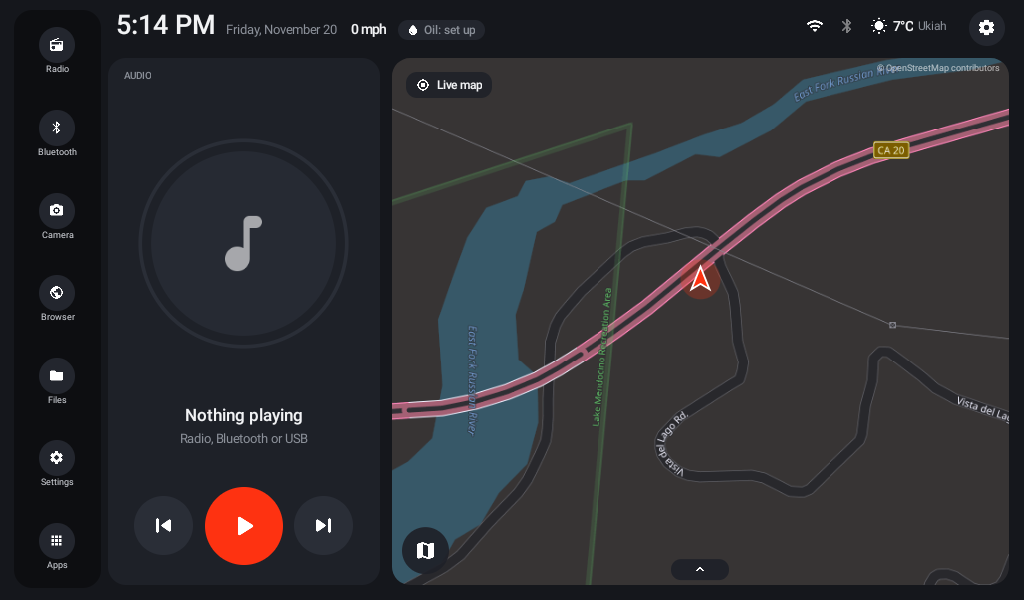 5:14 PM
Friday, November 20
0 mph
Oil: set up
7°C
Ukiah
Radio
Bluetooth
Camera
Browser
Files
Settings
Apps
AUDIO
Nothing playing
Radio, Bluetooth or USB
Live map
© OpenStreetMap contributors
East Fork Russian
CA 20
East Fork Russian River
Lake Mendocino Recreation Area
Vista del Lago Rd.
Vista del Lag